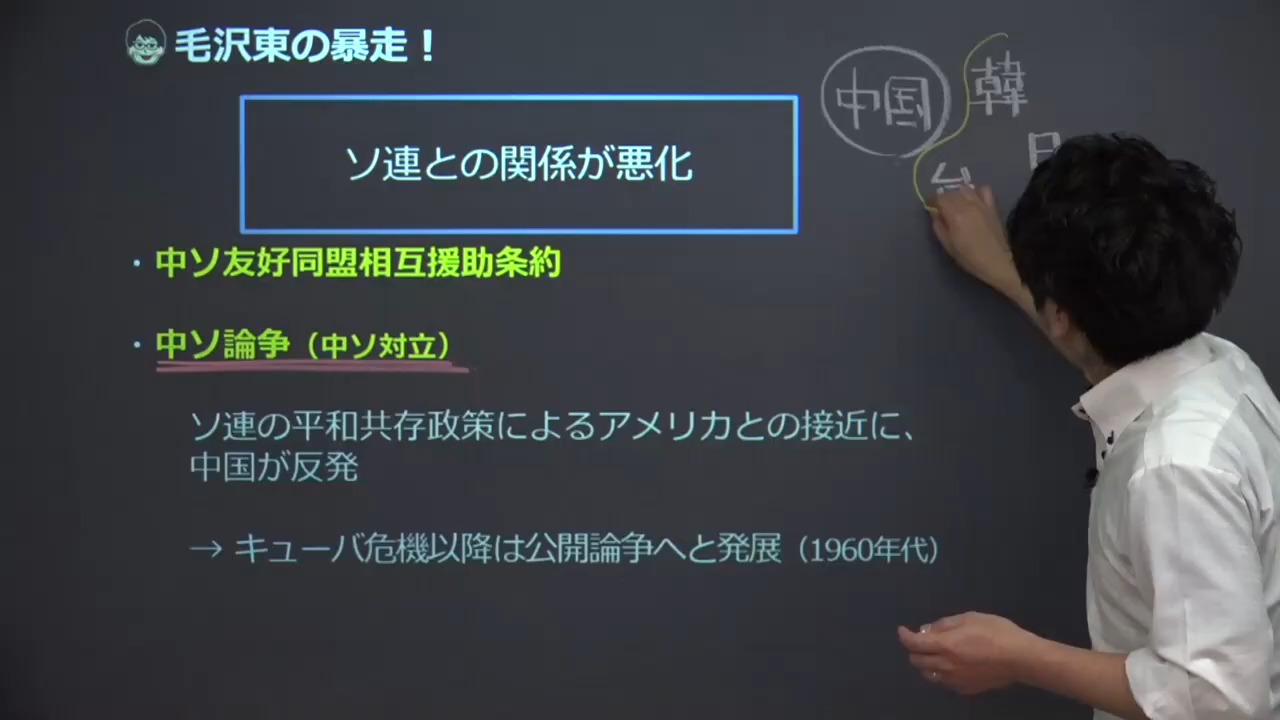 毛沢東の暴走！
ソ連との関係が悪化
・中ソ友好同盟相互援助条約
・中ソ論争（中ソ対立）
ソ連の平和共存政策によるアメリカとの接近に、
中国が反発
→ キューバ危機以降は公開論争へと発展（1960年代）
中国
韓
日
台